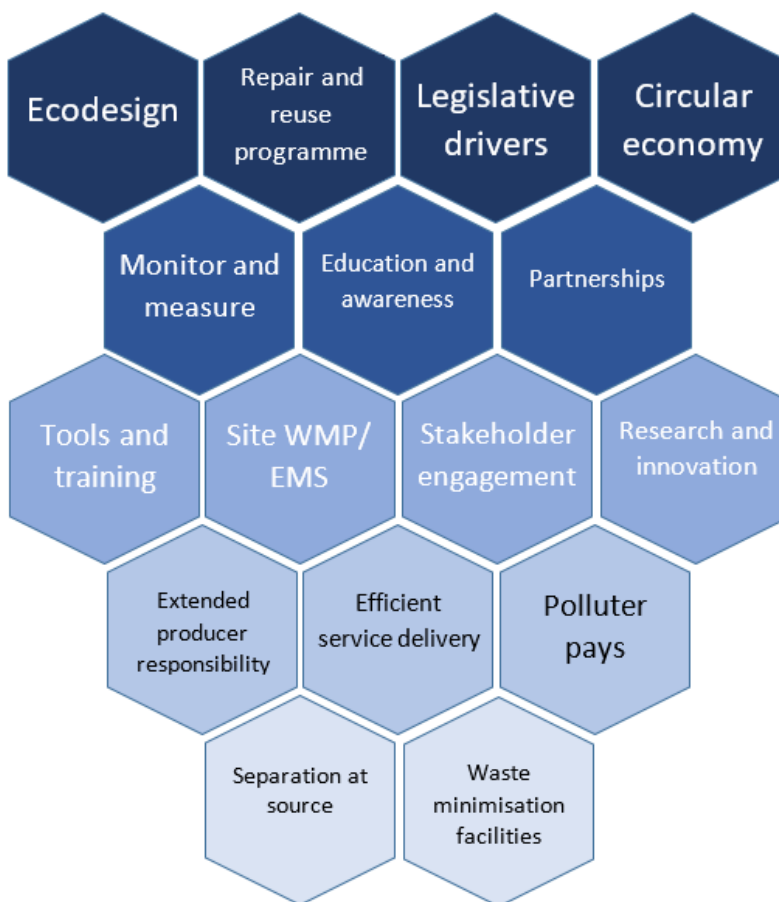 Ecodesign
Repair and
reuse
programme
Legislative
drivers
Circular
economy
Monitor and
measure
Education and
awareness
Partnerships
Tools and
training
Site WMP/
EMS
Stakeholder
engagement
Research and
innovation
Extended
producer
responsibility
Efficient
service delivery
Polluter
pays
Separation at
source
Waste
minimisation
facilities